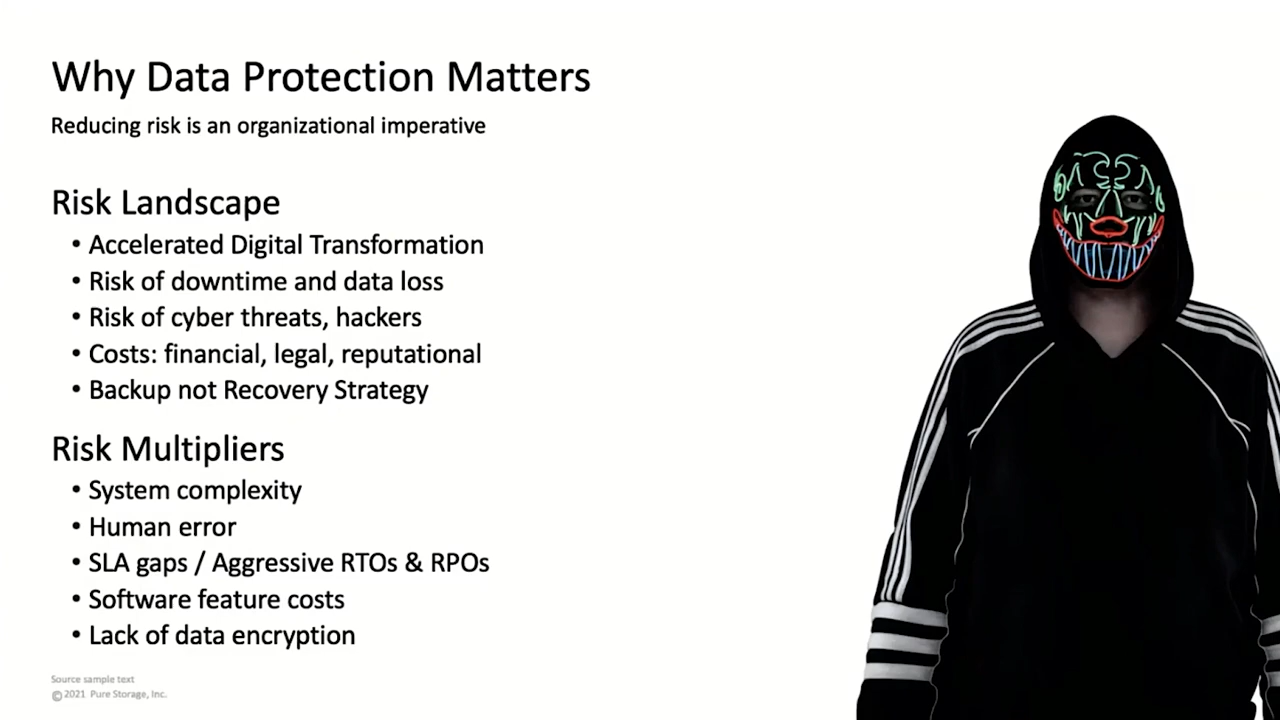 Why Data Protection Matters
Reducing risk is an organizational imperative
Risk Landscape
• Accelerated Digital Transformation
• Risk of downtime and data loss
• Risk of cyber threats, hackers
• Costs: financial, legal, reputational
• Backup not Recovery Strategy
Risk Multipliers
• System complexity
• Human error
• SLA gaps / Aggressive RTOs & RPOs
• Software feature costs
• Lack of data encryption
Source sample text
© 2021 Pure Storage, Inc.